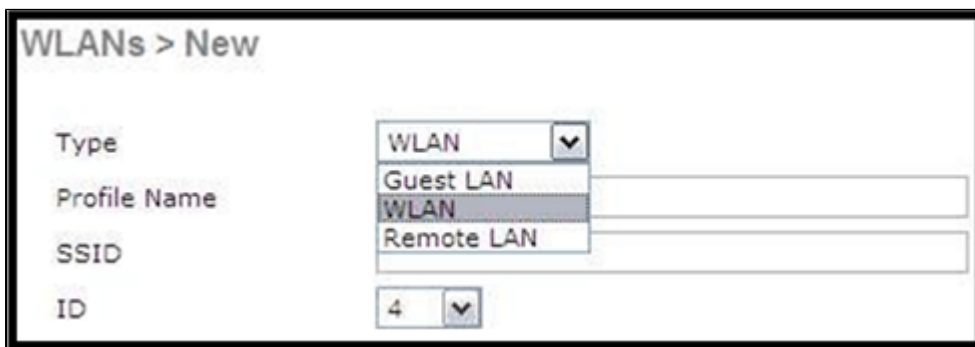 WLANs > New
Type WLAN
Guest LAN
Profile Name
WLAN
Remote LAN
SSID
ID 4